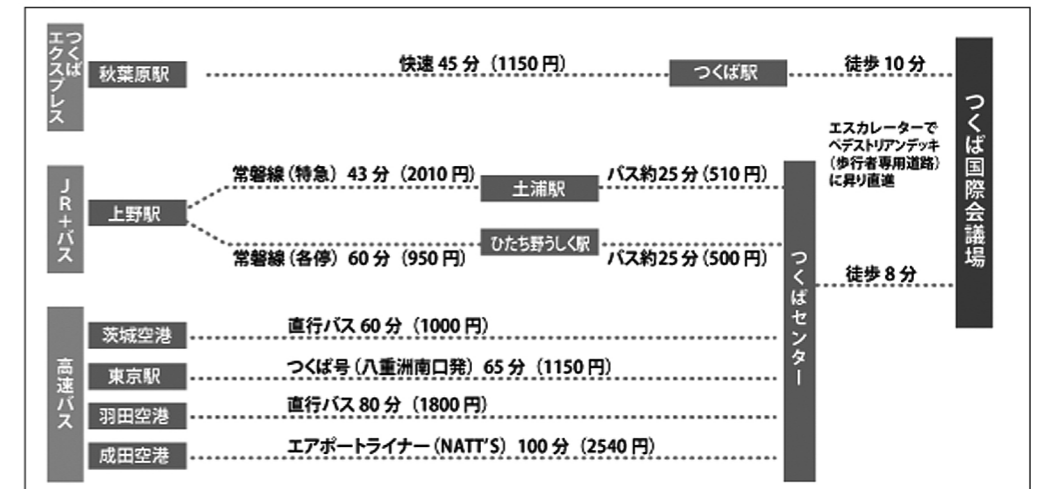 つくば
エクスプレス
秋葉原駅
快速 45 分（1150 円）
つくば駅
徒歩 10 分
つくば国際会議場
エスカレーターで
ペデストリアンデッキ
（歩行者専用道路）
に昇り直進
JR＋バス
上野駅
常磐線（特急）43 分（2010 円）
土浦駅
バス約25 分（510 円）
常磐線（各停）60 分（950 円）
ひたち野うしく駅
バス約25 分（500 円）
つくばセンター
徒歩 8 分
高速バス
茨城空港
直行バス 60 分（1000 円）
東京駅
つくば号（八重洲南口発）65 分（1150 円）
羽田空港
直行バス 80 分（1800 円）
成田空港
エアポートライナー（NATT'S）100 分（2540 円）